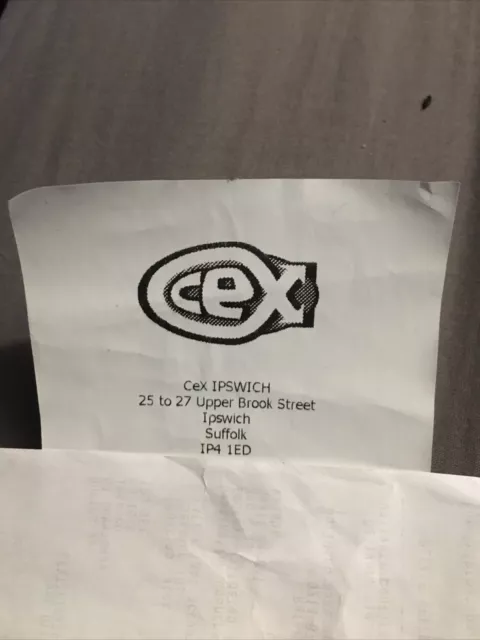 cex
CeX IPSWICH
25 to 27 Upper Brook Street
Ipswich
Suffolk
IP4 1ED